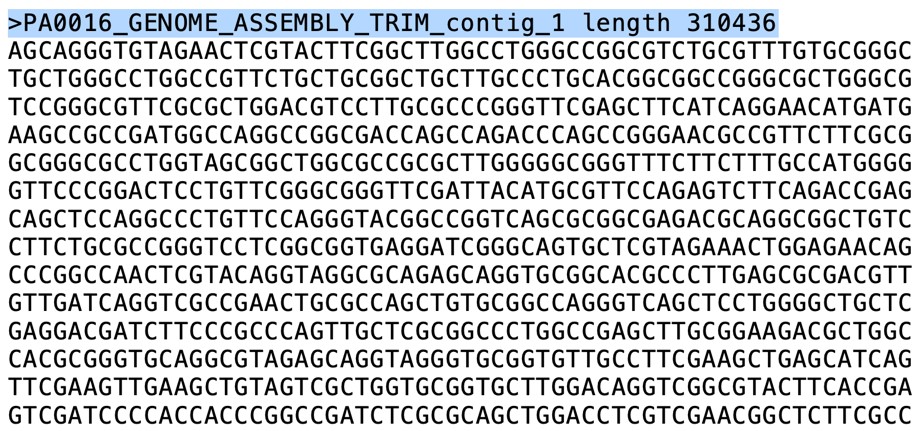 >PA0016_GENOME_ASSEMBLY_TRIM_contig_1 length 310436
AGCAGGGTGTAGAACTCGTACTTCGGCTTGGCCTGGGCCGGCGTCTGCGTTTGTGCGGGC
TGCTGGGCCTGGCCGTTCTGCTGCGGCTGCTTGCCCTGCACGGCGGCCGGGCGCTGGGCG
TCCGGGCGTTCGCGCTGGACGTCCTTGCGCCCGGGTTCGAGCTTCATCAGGAACATGATG
AAGCCGCCGATGGCCAGGCCGGCGACCAGCCAGACCCAGCCGGGAACGCCGTTCTTCGCG
GCGGGCGCCTGGTAGCGGCTGGCGCCGCGCTTGGGGGCGGGTTTCTTCTTTGCCATGGGG
GTTCCCGGACTCCTGTTCGGGCGGGTTCGATTACATGCGTTCCAGAGTCTTCAGACCGAG
CAGCTCCAGGCCCTGTTCCAGGGTACGGCCGGTCAGCGCGGCGAGACGCAGGCGGCTGTC
CTTCTGCGCCGGGTCCTCGGCGGTGAGGATCGGGCAGTGCTCGTAGAAACTGGAGAACAG
CCCGGCCAACTCGTACAGGTAGGCGCAGAGCAGGTGCGGCACGCCCTTGAGCGCGACGTT
GTTGATCAGGTCGCCGAACTGCGCCAGCTGTGCGGCCAGGGTCAGCTCCTGGGGCTGCTC
GAGGACGATCTTCCCGCCCAGTTGCTCGCGGCCCTGGCCGAGCTTGCGGAAGACGCTGGC
CACGCGGGTGCAGGCGTAGAGCAGGTAGGGTGCGGTGTTGCCTTCGAAGCTGAGCATCAG
TTCGAAGTTGAAGCTGTAGTCGCTGGTGCGGTGCTTGGACAGGTCGGCGTACTTCACCGA
GTCGATCCCCACCACCCGGCCGATCTCGCGCAGCTGGACCTCGTCGAACGGCTCTTCGCC